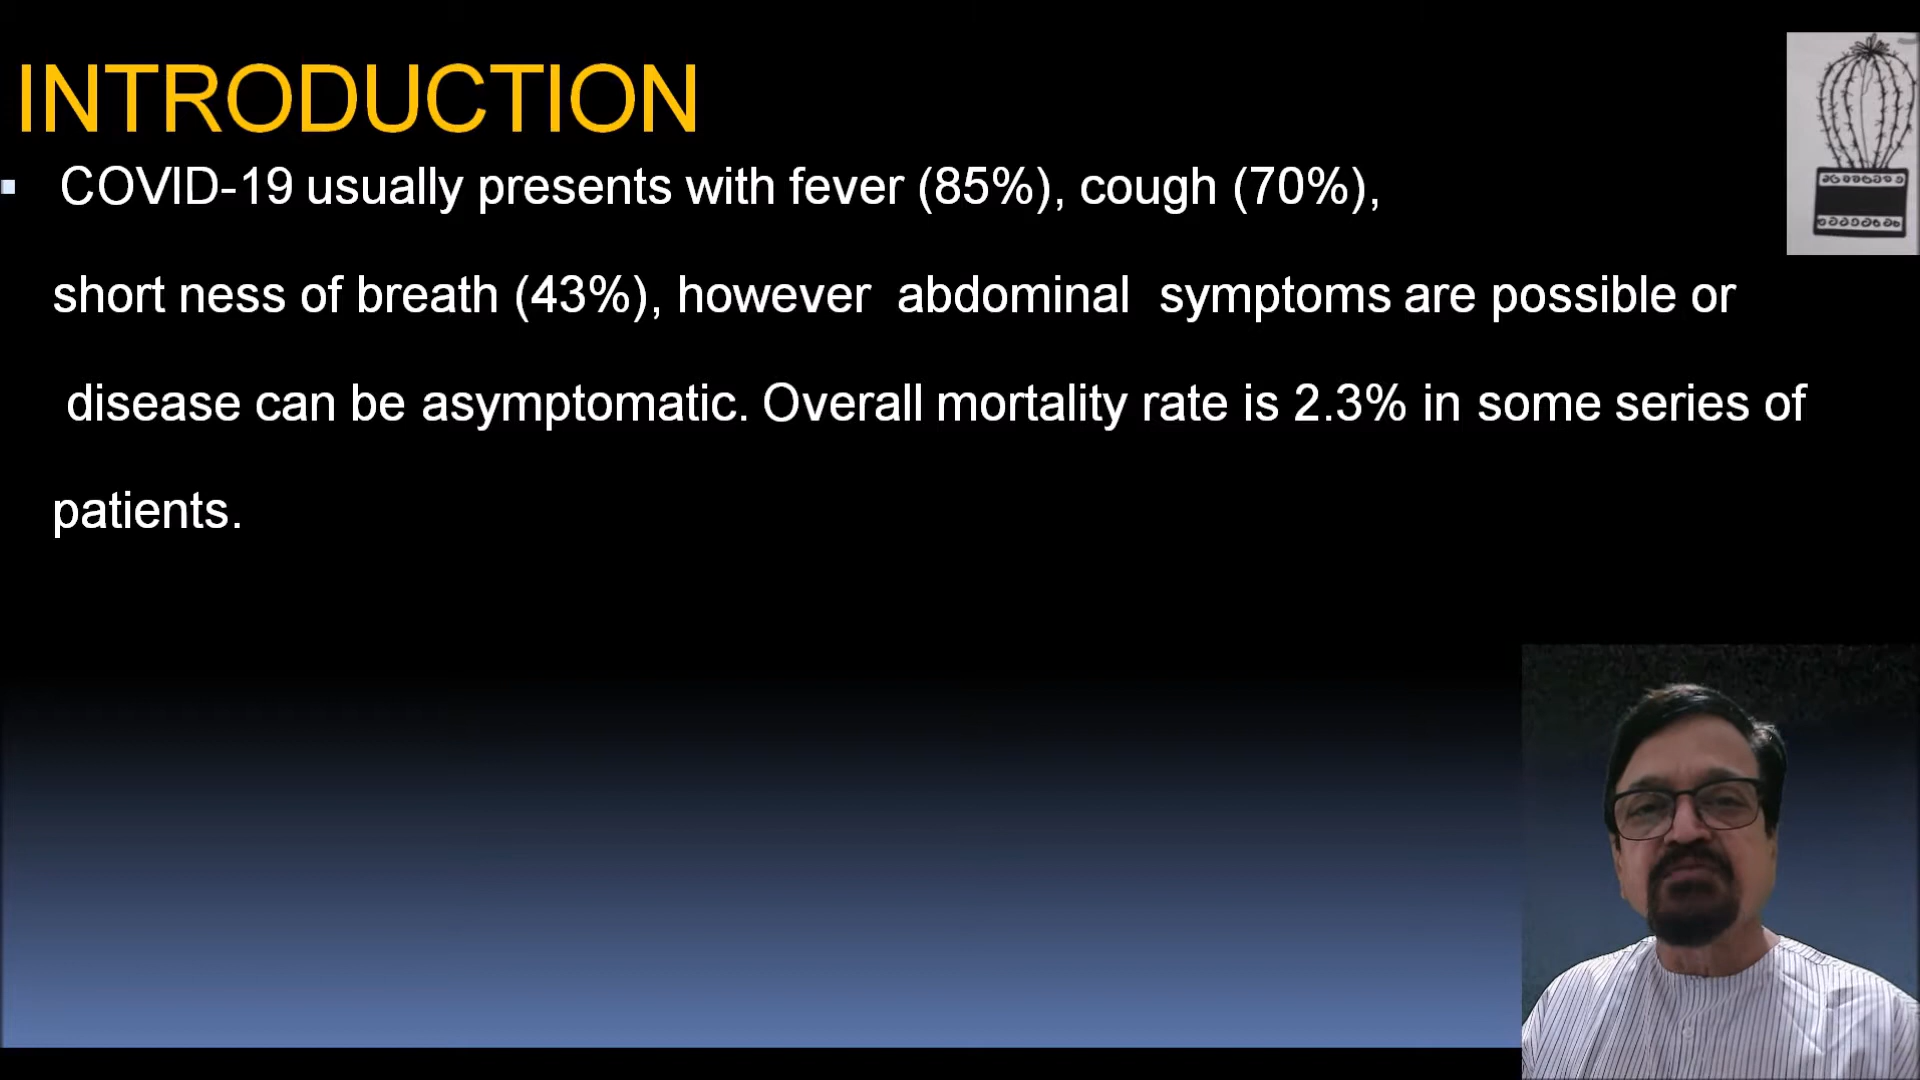 INTRODUCTION
▪ COVID-19 usually presents with fever (85%), cough (70%),
short ness of breath (43%), however abdominal symptoms are possible or
disease can be asymptomatic. Overall mortality rate is 2.3% in some series of
patients.